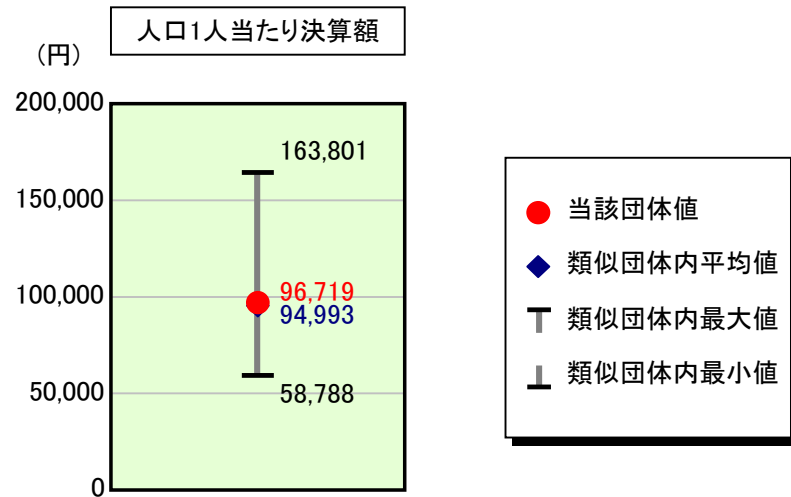 人口1人当たり決算額
(円)
200,000
150,000
100,000
50,000
0
163,801
96,719
94,993
58,788
当該団体値
類似団体内平均値
類似団体内最大値
類似団体内最小値